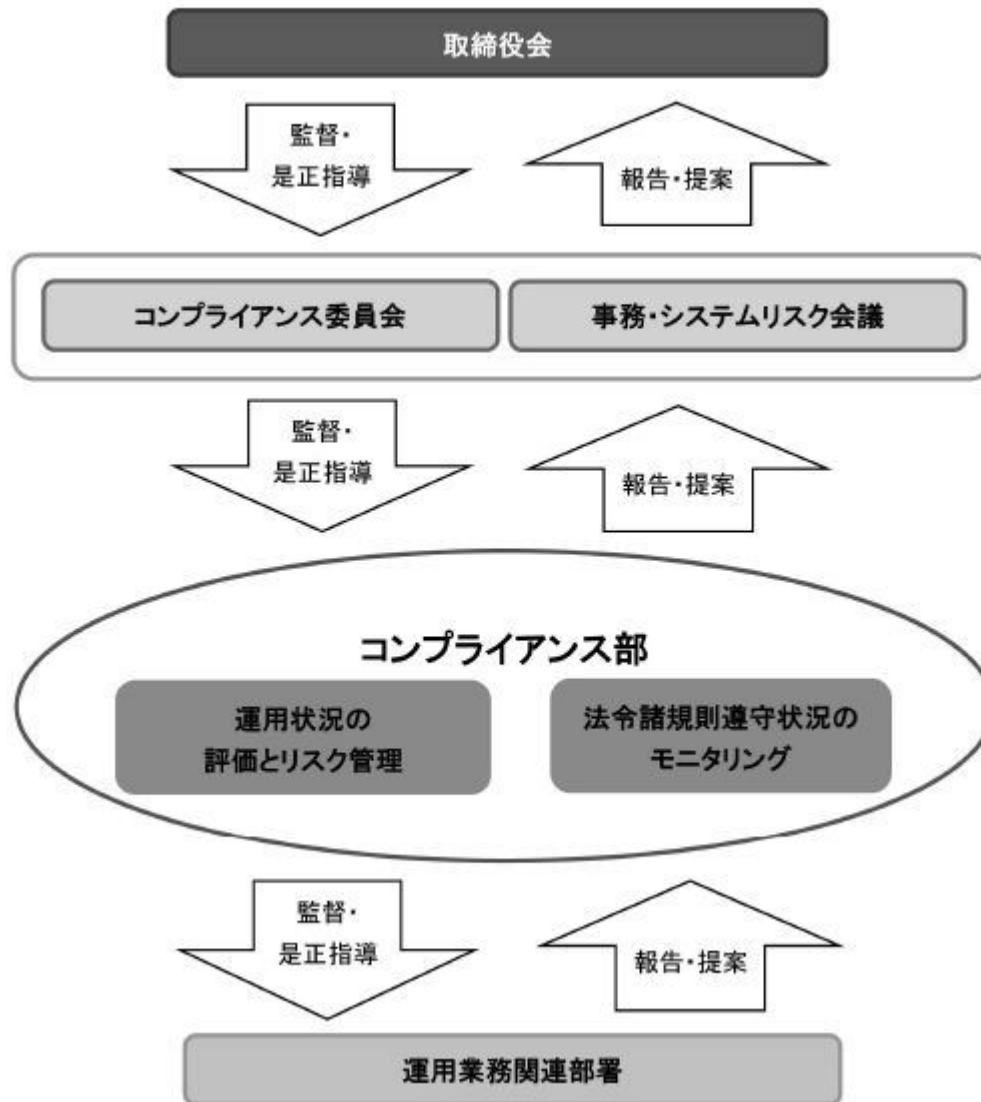 取締役会
監督・
是正指導
報告・提案
コンプライアンス委員会
事務・システムリスク会議
監督・
是正指導
報告・提案
コンプライアンス部
運用状況の
評価とリスク管理
法令諸規則遵守状況の
モニタリング
監督・
是正指導
報告・提案
運用業務関連部署